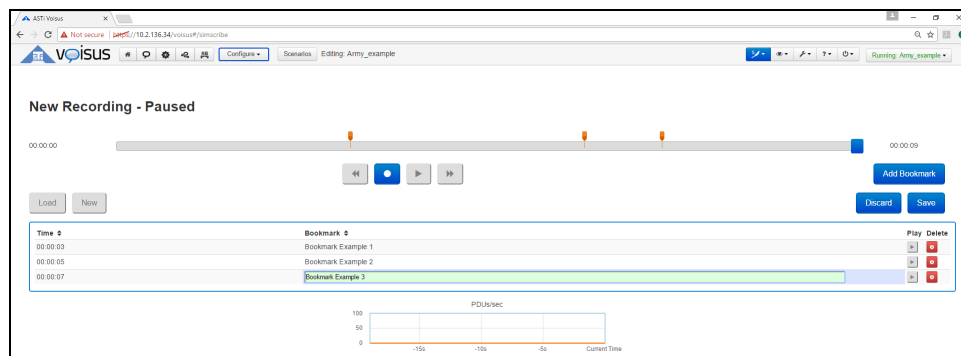 ASTi Voisus
Not secure | https://10.2.136.34/voisus#/simscribe
VOISUS Configure Scenarios Editing: Army_example Running: Army_example
New Recording - Paused
00:00:00 00:00:09
Add Bookmark
Load New Discard Save
Time Bookmark Play Delete
00:00:03 Bookmark Example 1
00:00:05 Bookmark Example 2
00:00:07 Bookmark Example 3
PDUs/sec
100
50
0
-15s -10s -5s Current Time